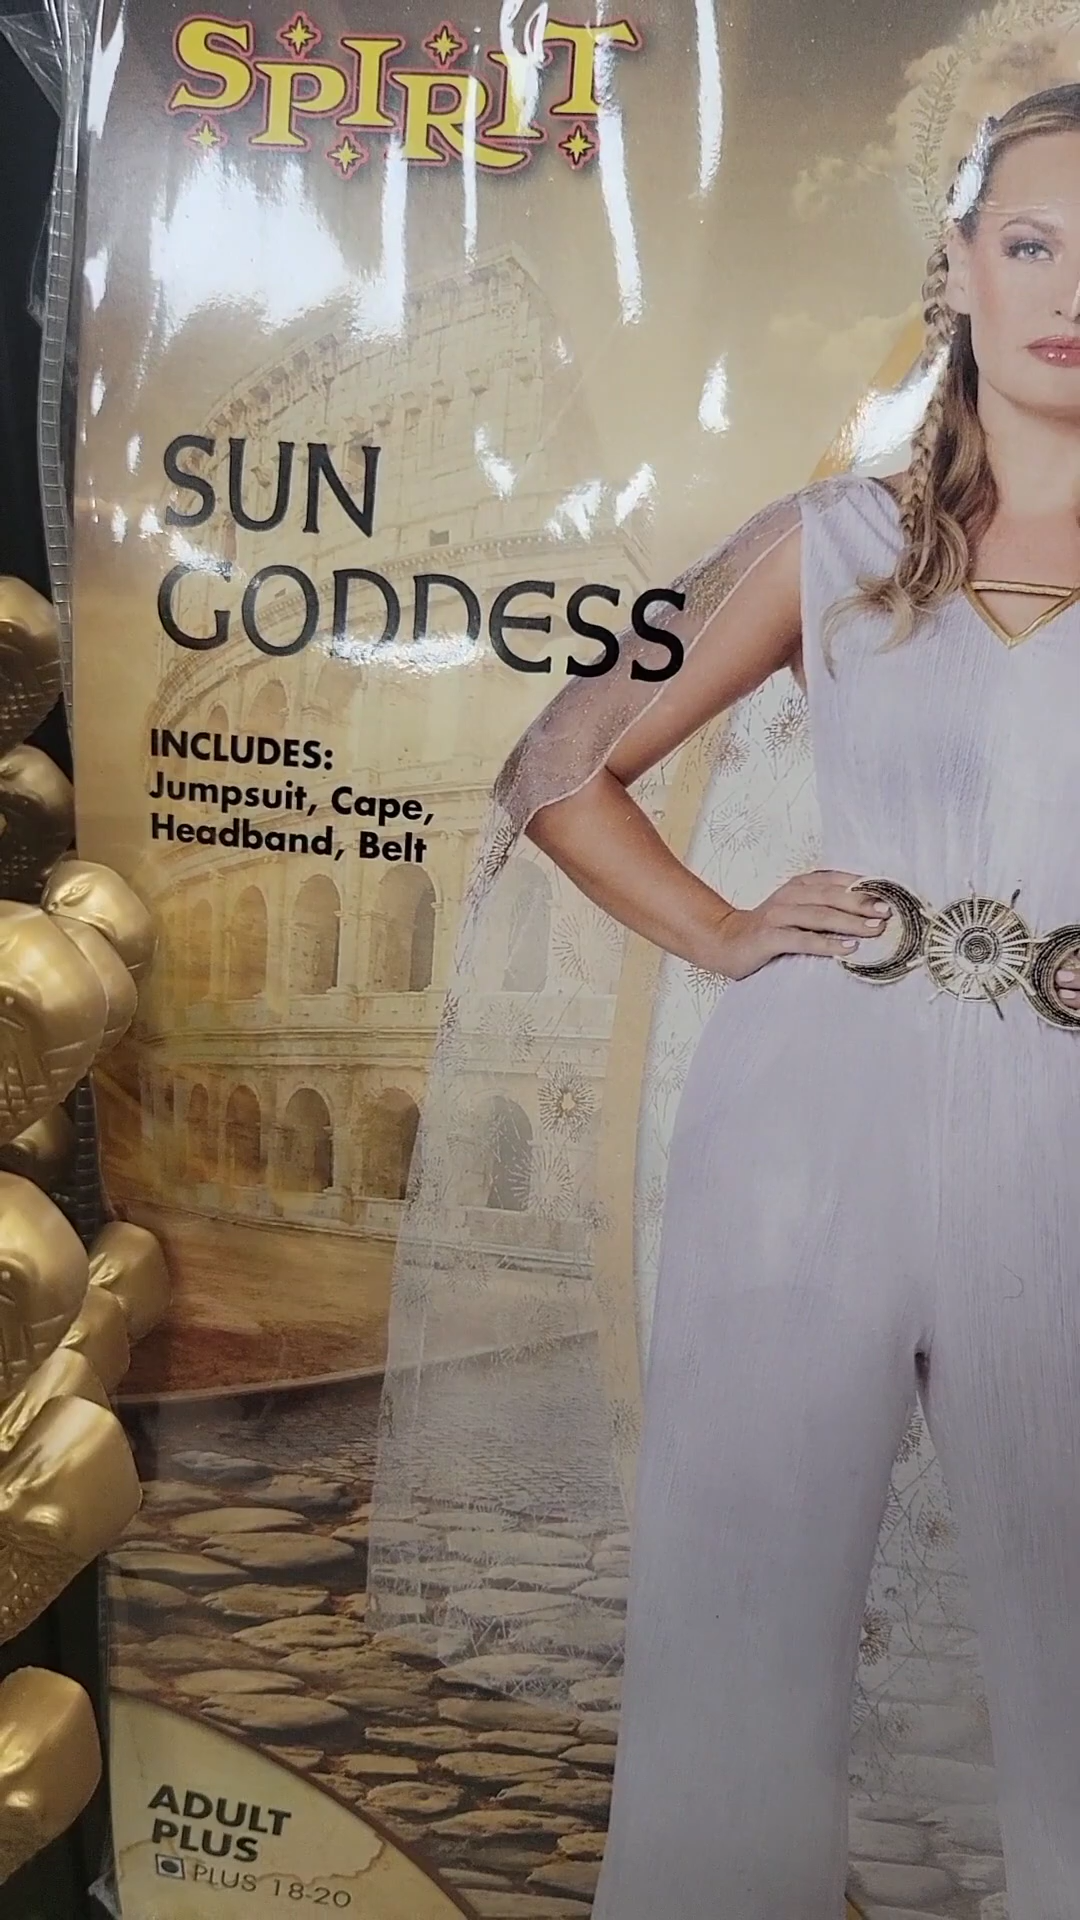 SPIRIT
SUN
GODDESS
INCLUDES:
Jumpsuit, Cape,
Headband, Belt
ADULT
PLUS
PLUS 18-20